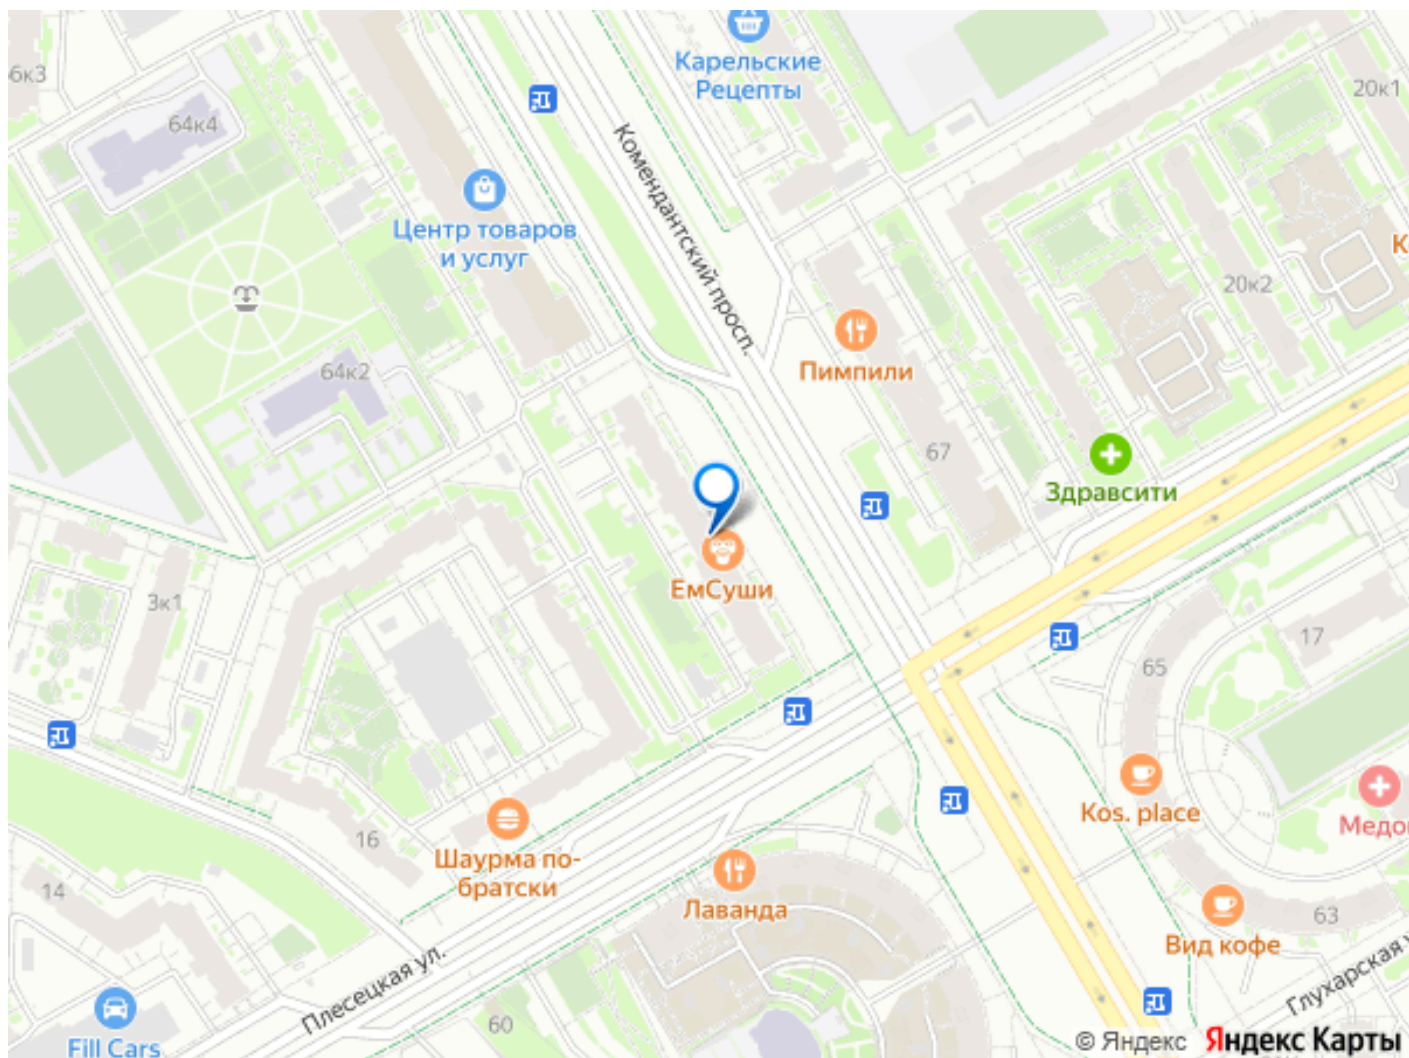 Карельские
Рецепты
6к3
64к4
20к1
Комендантский просп.
Центр товаров
и услуг
20к2
К
64к2
Пимпили
67
Здравсити
ЕмСуши
3к1
17
65
Kos. place
Медо
16
Шаурма по-
братски
14
Лаванда
63
Вид кофе
Плесецкая ул.
Глухарская у
60
Fill Cars
© Яндекс Яндекс Карты